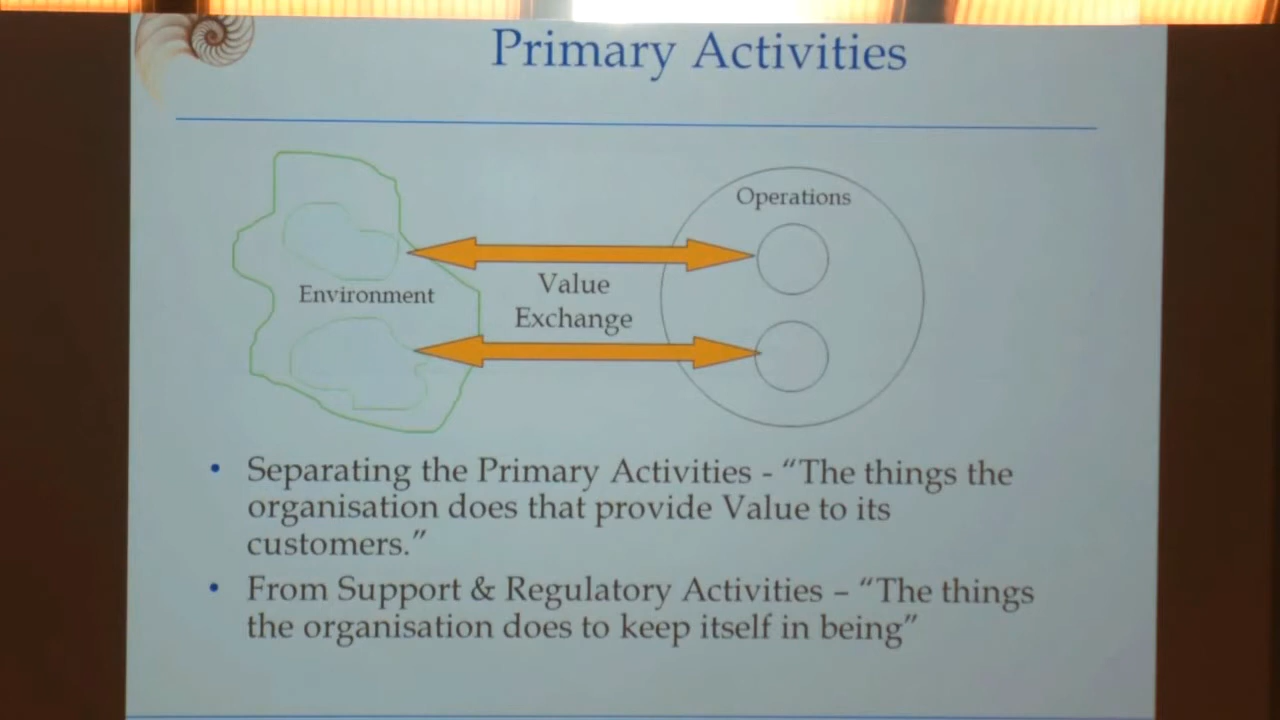 Primary Activities
Operations
Environment
Value
Exchange
• Separating the Primary Activities - “The things the
organisation does that provide Value to its
customers.”
• From Support & Regulatory Activities – “The things
the organisation does to keep itself in being”